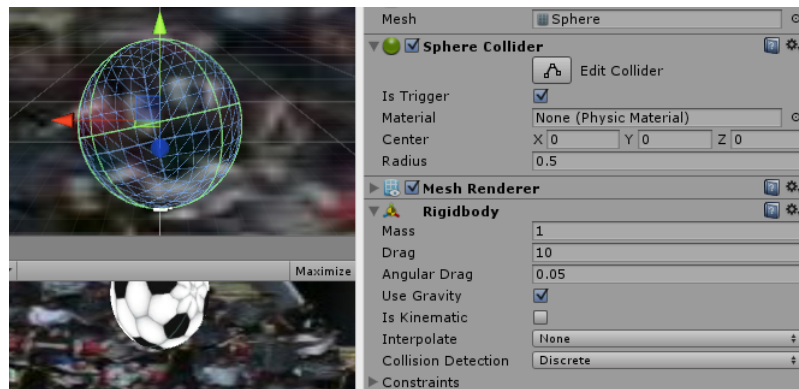 Mesh Sphere
Sphere Collider
Edit Collider
Is Trigger
Material None (Physic Material)
Center X 0 Y 0 Z 0
Radius 0.5
Mesh Renderer
Rigidbody
Mass 1
Drag 10
Maximize
Angular Drag 0.05
Use Gravity
Is Kinematic
Interpolate None
Collision Detection Discrete
Constraints